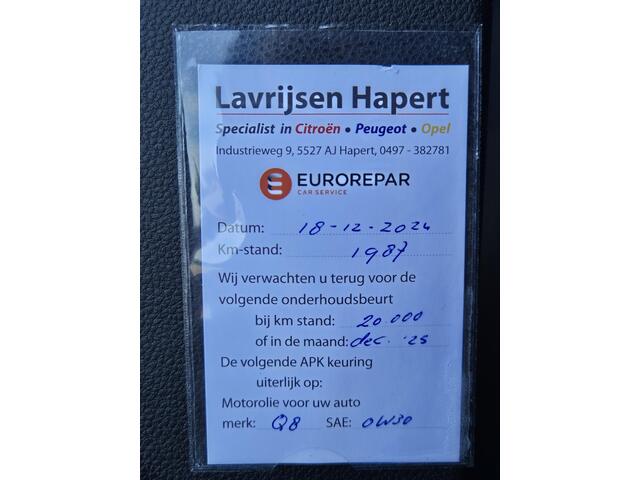 Lavrijsen Hapert
Specialist in Citroën • Peugeot • Opel
Industrieweg 9, 5527 AJ Hapert, 0497 - 382781
EUROREPAR
CAR SERVICE
Datum: 18-12-2024
Km-stand: 1987
Wij verwachten u terug voor de
volgende onderhoudsbeurt
bij km stand: 20.000
of in de maand: dec. '25
De volgende APK keuring
uiterlijk op:
Motorolie voor uw auto
merk: Q8 SAE: 0W30